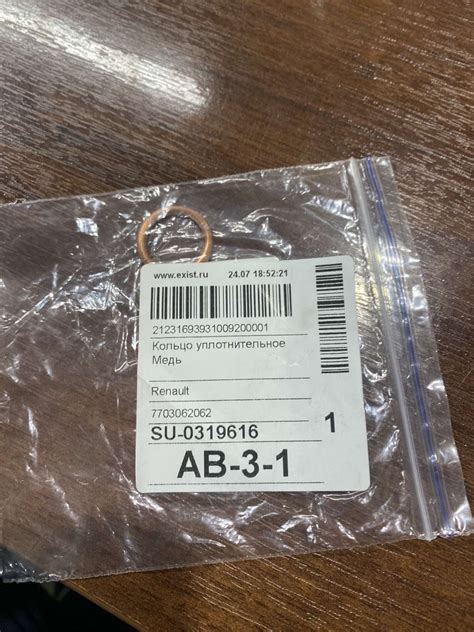 www.exist.ru 24.07 18:52:21
21231693931009200001
Кольцо уплотнительное
Медь
Renault
7703062062
SU-0319616 1
AB-3-1